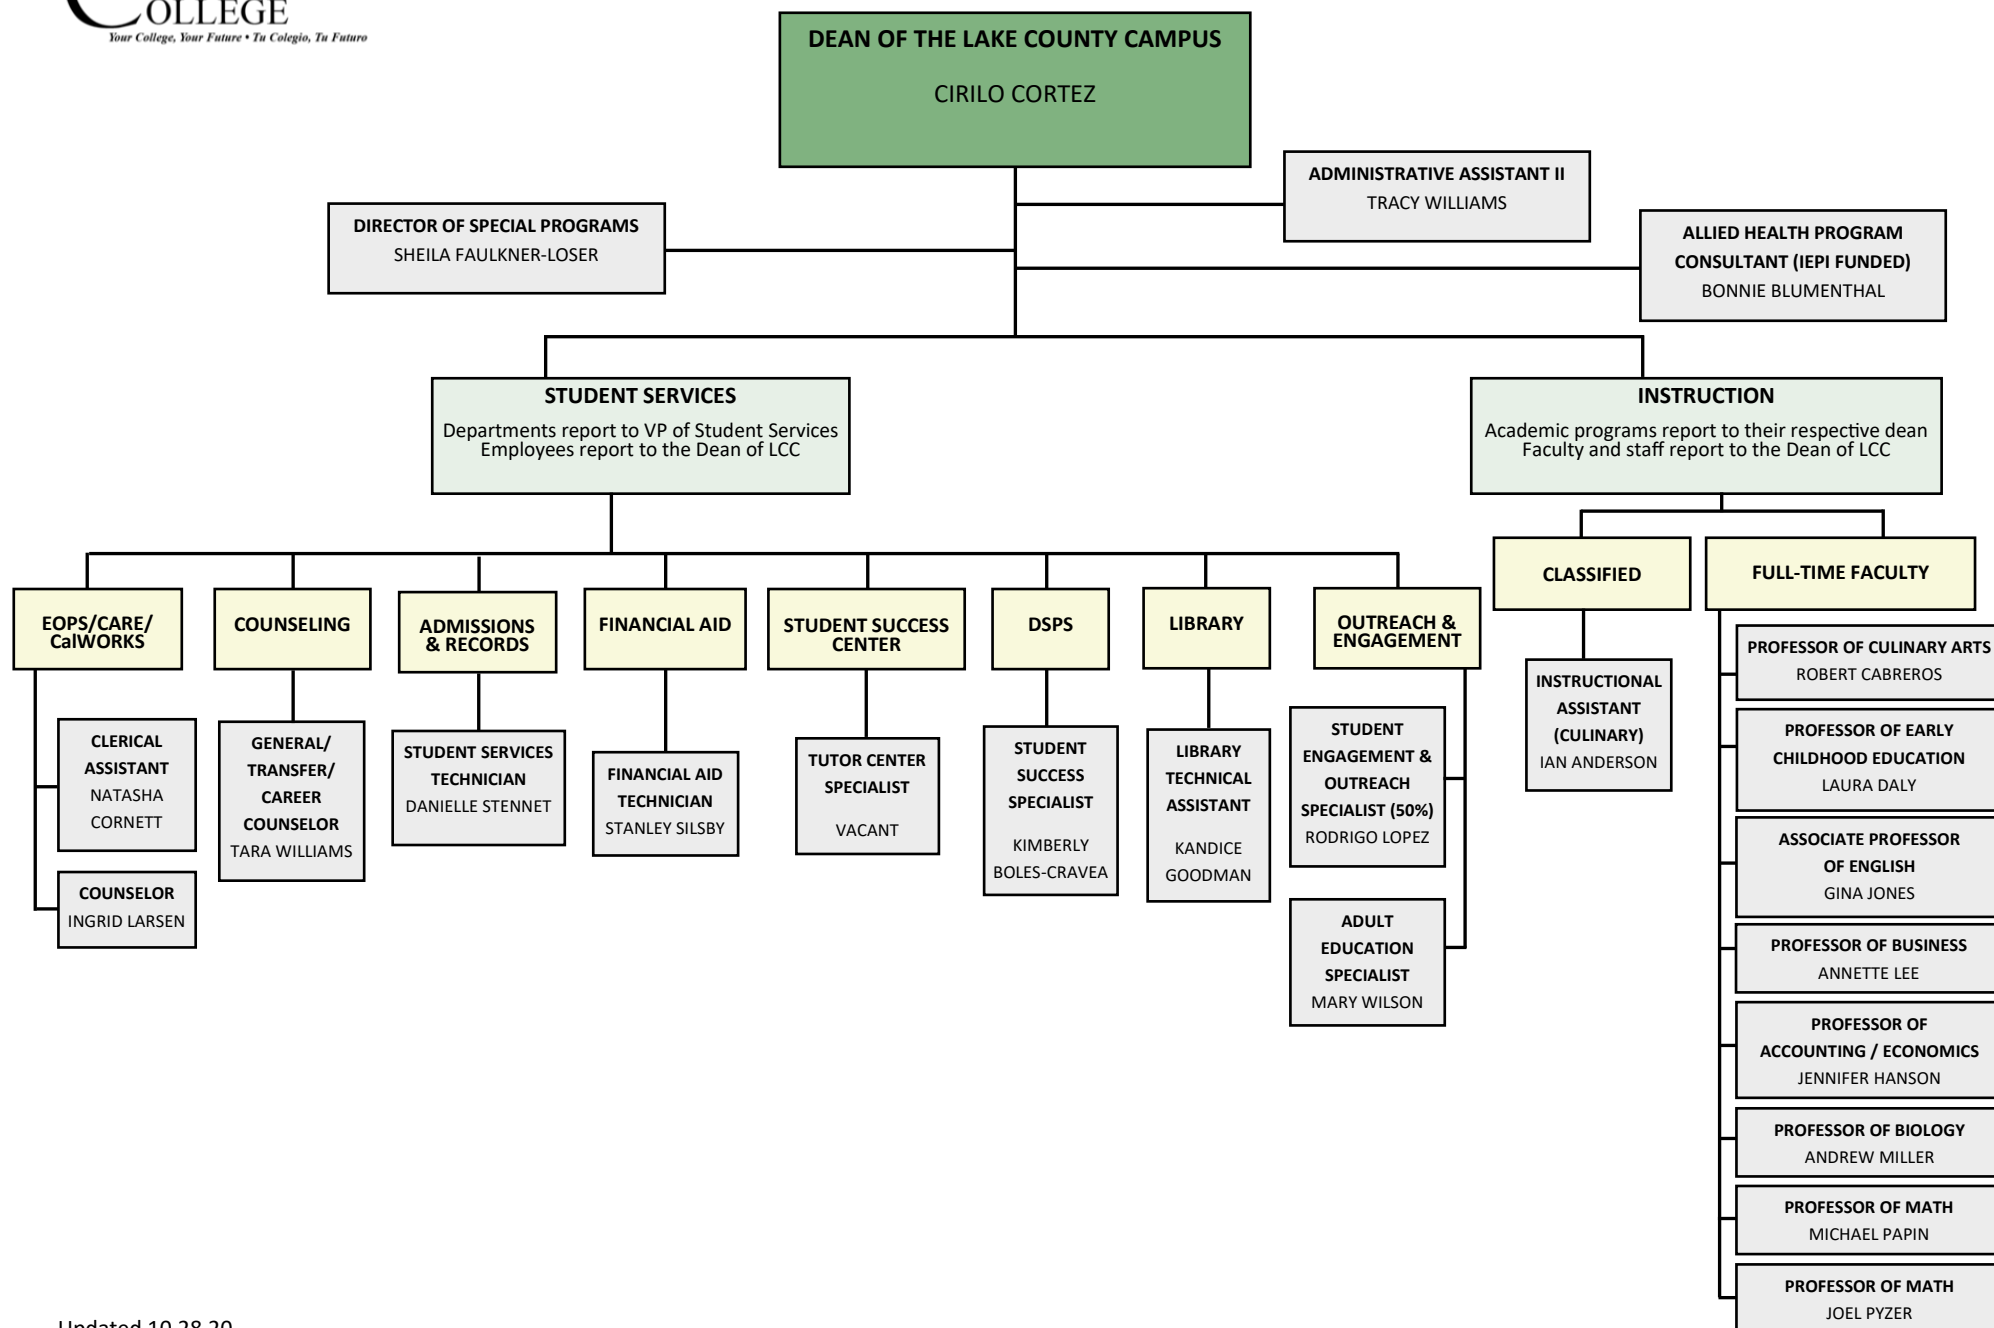 COLLEGE
Your College, Your Future • Tu Colegio, Tu Futuro
DEAN OF THE LAKE COUNTY CAMPUS
CIRILO CORTEZ
ADMINISTRATIVE ASSISTANT II
TRACY WILLIAMS
DIRECTOR OF SPECIAL PROGRAMS
SHEILA FAULKNER-LOSER
ALLIED HEALTH PROGRAM
CONSULTANT (IEPI FUNDED)
BONNIE BLUMENTHAL
STUDENT SERVICES
Departments report to VP of Student Services
Employees report to the Dean of LCC
INSTRUCTION
Academic programs report to their respective dean
Faculty and staff report to the Dean of LCC
EOPS/CARE/
CalWORKS
CLERICAL
ASSISTANT
NATASHA
CORNETT
COUNSELOR
INGRID LARSEN
COUNSELING
GENERAL/
TRANSFER/
CAREER
COUNSELOR
TARA WILLIAMS
ADMISSIONS
& RECORDS
STUDENT SERVICES
TECHNICIAN
DANIELLE STENNET
FINANCIAL AID
FINANCIAL AID
TECHNICIAN
STANLEY SILSBY
STUDENT SUCCESS
CENTER
TUTOR CENTER
SPECIALIST
VACANT
DSPS
STUDENT
SUCCESS
SPECIALIST
KIMBERLY
BOLES-CRAVEA
LIBRARY
LIBRARY
TECHNICAL
ASSISTANT
KANDICE
GOODMAN
OUTREACH &
ENGAGEMENT
STUDENT
ENGAGEMENT &
OUTREACH
SPECIALIST (50%)
RODRIGO LOPEZ
ADULT
EDUCATION
SPECIALIST
MARY WILSON
CLASSIFIED
INSTRUCTIONAL
ASSISTANT
(CULINARY)
IAN ANDERSON
FULL-TIME FACULTY
PROFESSOR OF CULINARY ARTS
ROBERT CABREROS
PROFESSOR OF EARLY
CHILDHOOD EDUCATION
LAURA DALY
ASSOCIATE PROFESSOR
OF ENGLISH
GINA JONES
PROFESSOR OF BUSINESS
ANNETTE LEE
PROFESSOR OF
ACCOUNTING / ECONOMICS
JENNIFER HANSON
PROFESSOR OF BIOLOGY
ANDREW MILLER
PROFESSOR OF MATH
MICHAEL PAPIN
PROFESSOR OF MATH
JOEL PYZER
Updated 10.28.20